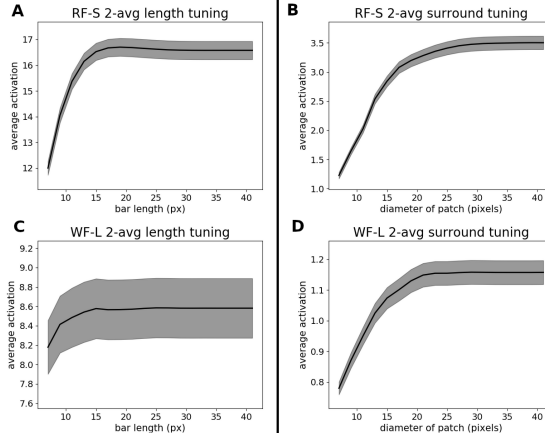 A
RF-S 2-avg length tuning
average activation
17
16
15
14
13
12
10 15 20 25 30 35 40
bar length (px)
B
RF-S 2-avg surround tuning
average activation
3.5
3.0
2.5
2.0
1.5
1.0
10 15 20 25 30 35 40
diameter of patch (pixels)
C
WF-L 2-avg length tuning
average activation
9.2
9.0
8.8
8.6
8.4
8.2
8.0
7.8
7.6
10 15 20 25 30 35 40
bar length (px)
D
WF-L 2-avg surround tuning
average activation
1.2
1.1
1.0
0.9
0.8
10 15 20 25 30 35 40
diameter of patch (pixels)